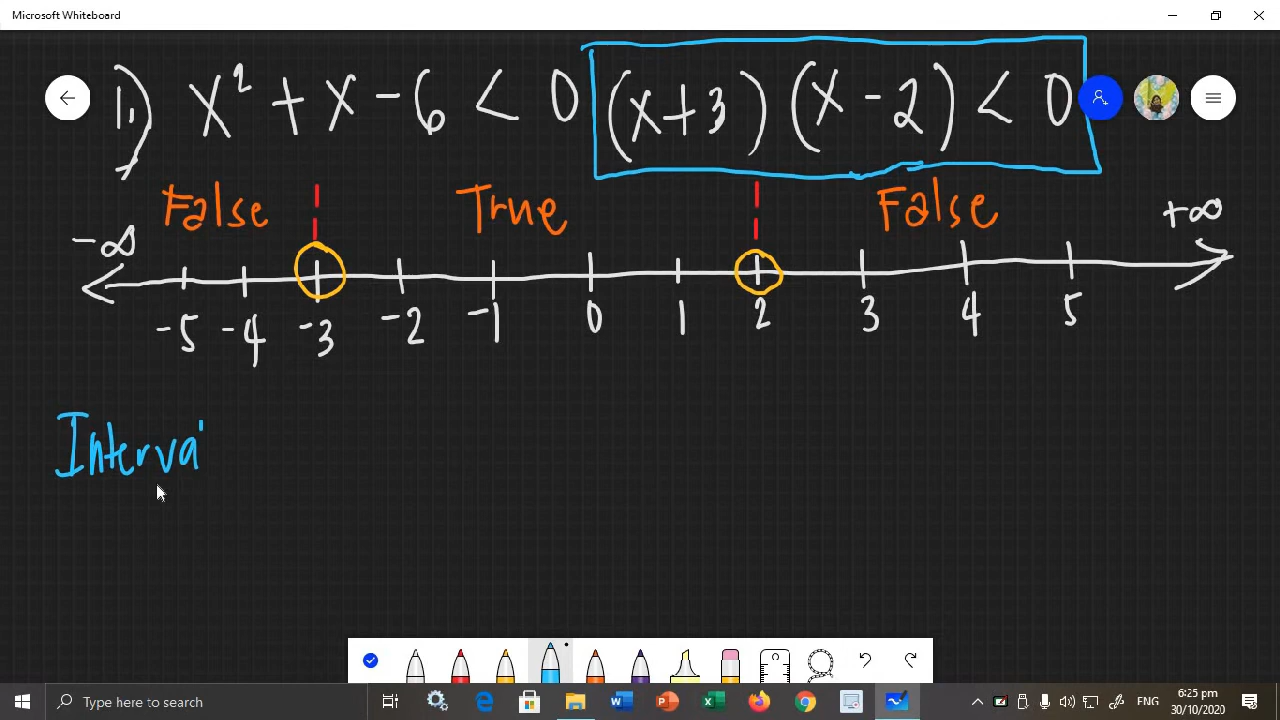 Microsoft Whiteboard
1.) x² + x - 6 < 0 (x+3)(x-2) < 0
False True False
-∞ +∞
-5 -4 -3 -2 -1 0 1 2 3 4 5
Interva'
Type here to search
ENG
6:25 pm
30/10/2020